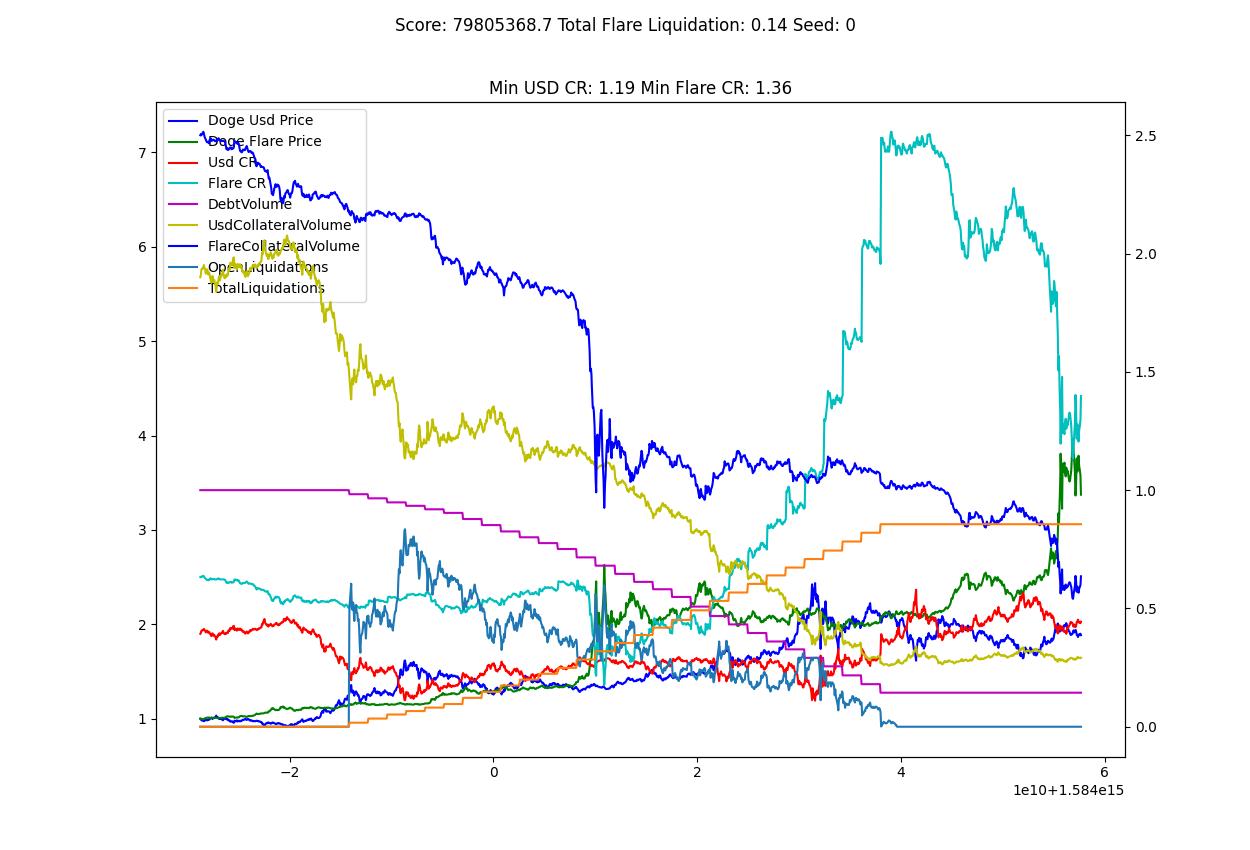 Score: 79805368.7 Total Flare Liquidation: 0.14 Seed: 0
Min USD CR: 1.19 Min Flare CR: 1.36
Doge Usd Price
Doge Flare Price
Usd CR
Flare CR
DebtVolume
UsdCollateralVolume
FlareCollateralVolume
OpenLiquidations
TotalLiquidations
7
6
5
4
3
2
1
2.5
2.0
1.5
1.0
0.5
0.0
−2
0
2
4
6
1e10+1.584e15